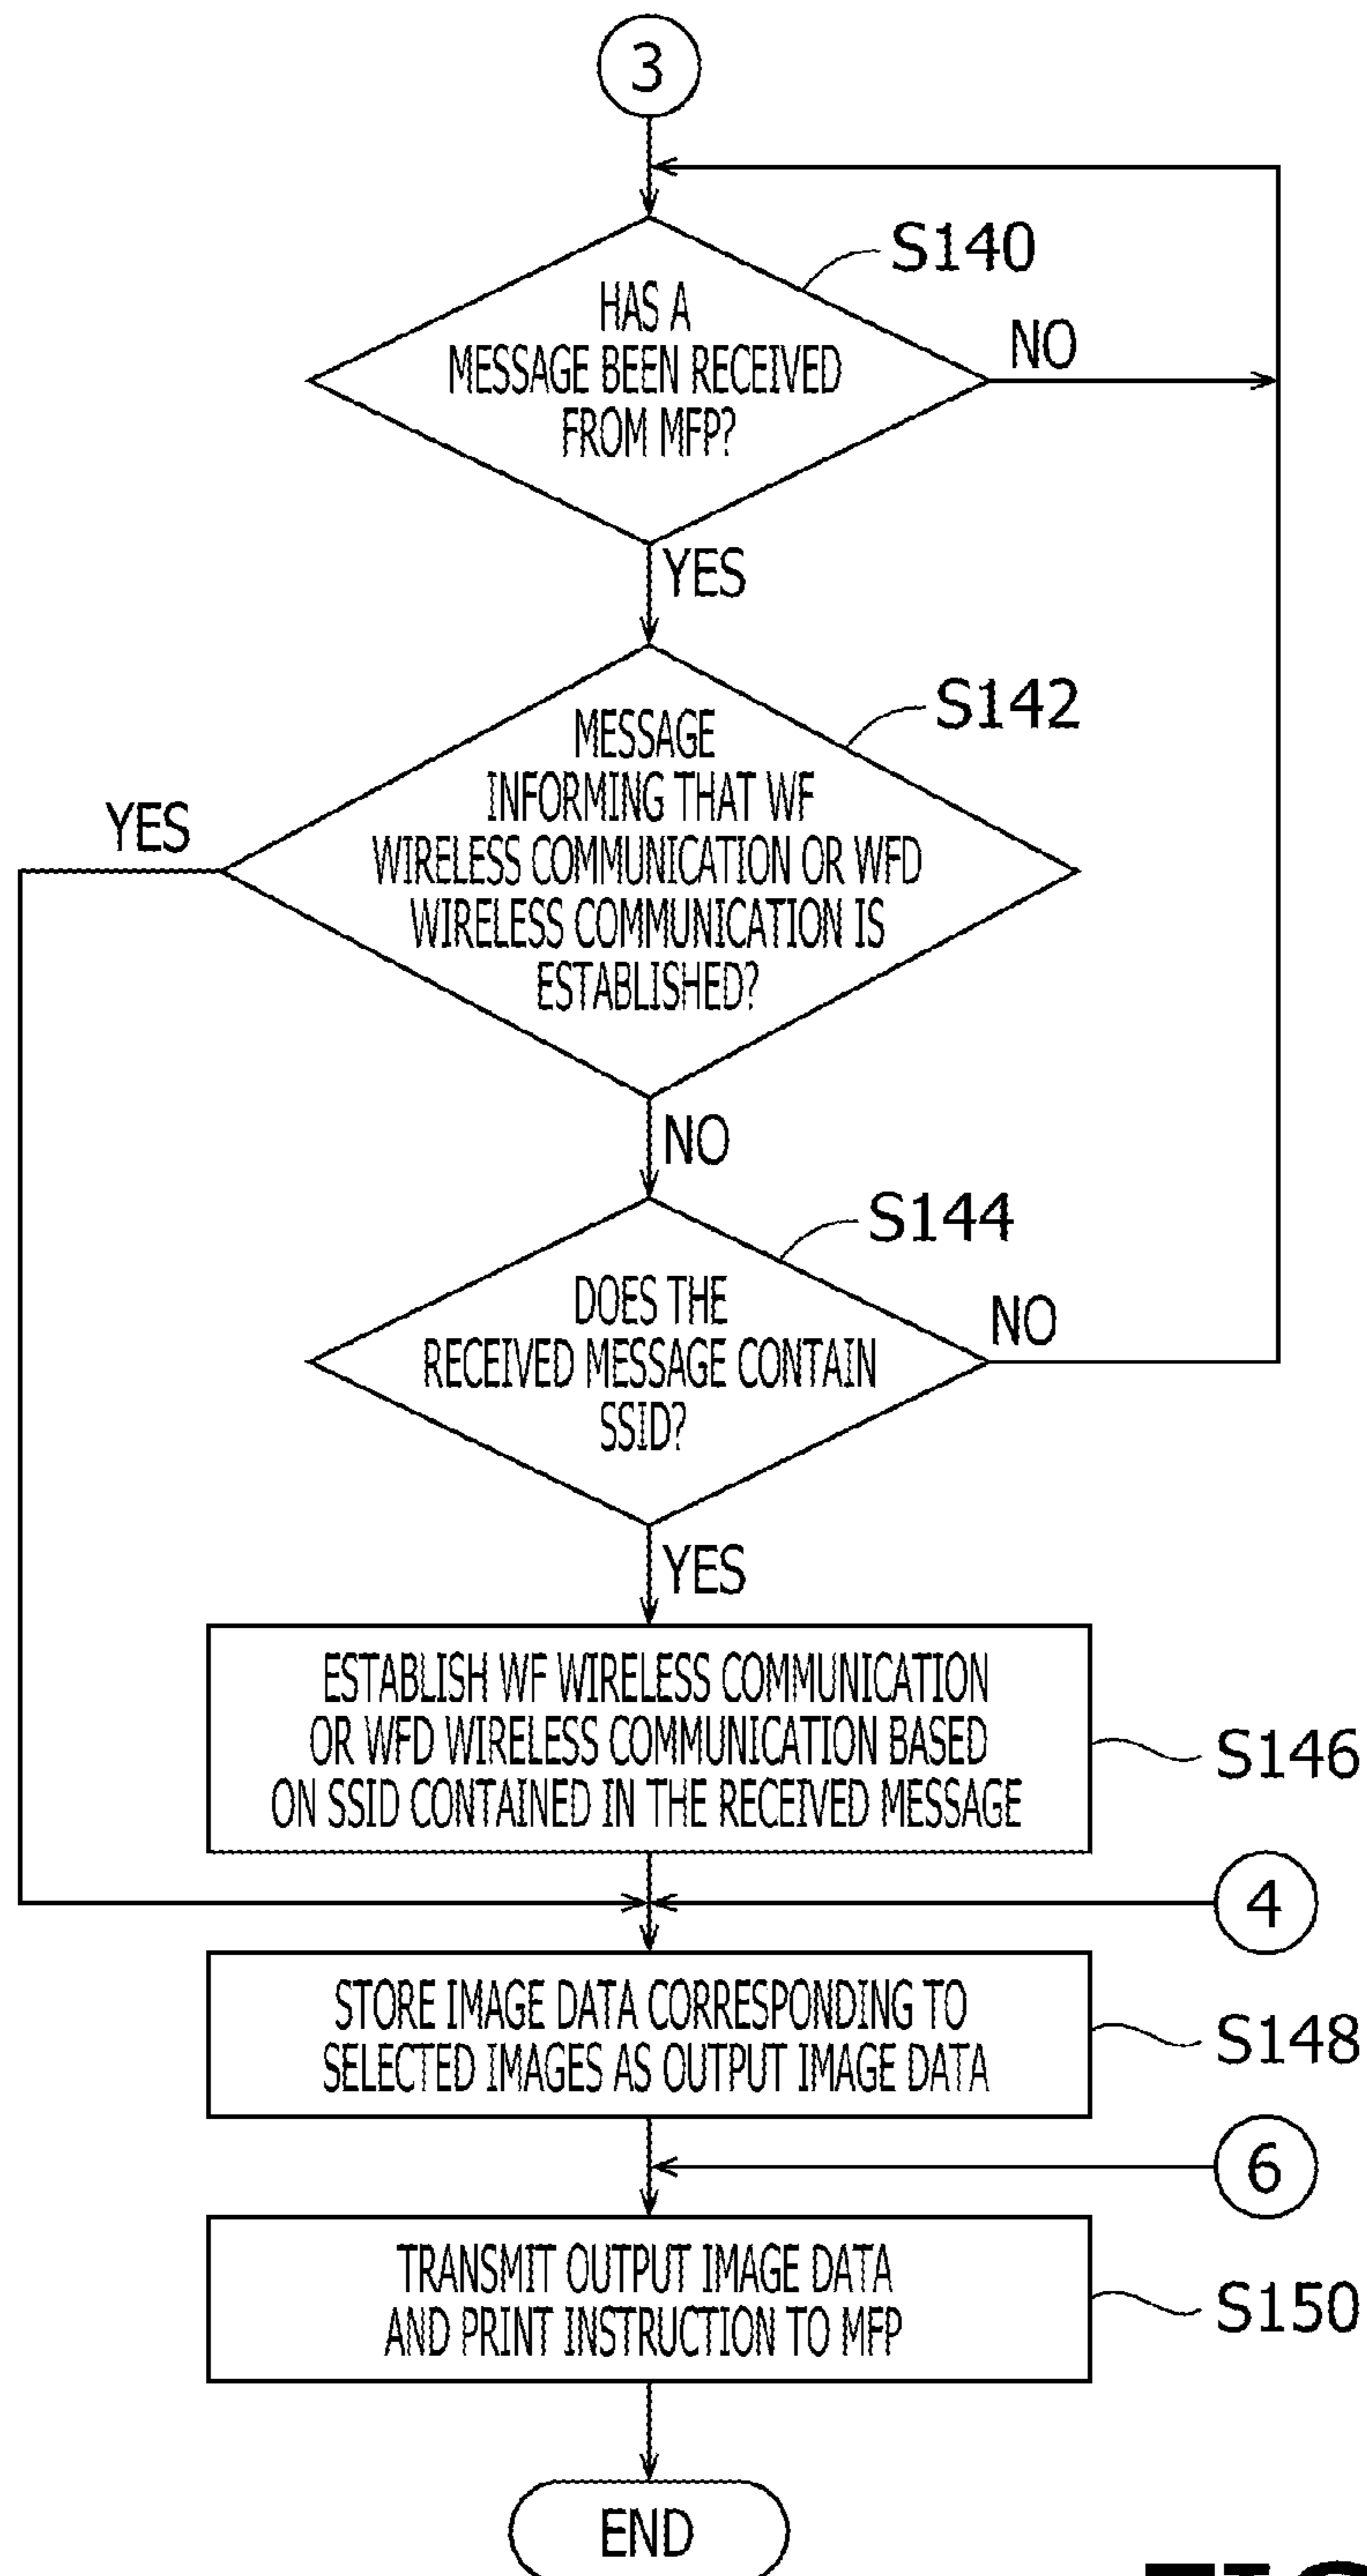 3
S140
HAS A
MESSAGE BEEN RECEIVED
FROM MFP?
NO
YES
S142
MESSAGE
INFORMING THAT WF
WIRELESS COMMUNICATION OR WFD
WIRELESS COMMUNICATION IS
ESTABLISHED?
YES
NO
S144
DOES THE
RECEIVED MESSAGE CONTAIN
SSID?
NO
YES
ESTABLISH WF WIRELESS COMMUNICATION
OR WFD WIRELESS COMMUNICATION BASED
ON SSID CONTAINED IN THE RECEIVED MESSAGE
S146
4
STORE IMAGE DATA CORRESPONDING TO
SELECTED IMAGES AS OUTPUT IMAGE DATA
S148
6
TRANSMIT OUTPUT IMAGE DATA
AND PRINT INSTRUCTION TO MFP
S150
END